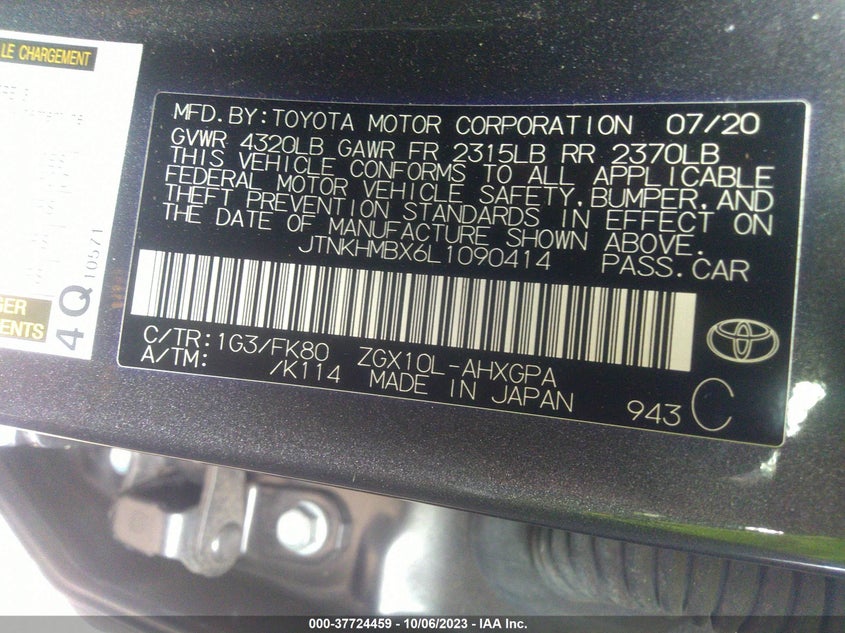 LE CHARGEMENT
4Q 10571
GER
ENTS
MFD.BY:TOYOTA MOTOR CORPORATION 07/20
GVWR 4320LB GAWR FR 2315LB RR 2370LB
THIS VEHICLE CONFORMS TO ALL APPLICABLE
FEDERAL MOTOR VEHICLE SAFETY,BUMPER,AND
THEFT PREVENTION STANDARDS IN EFFECT ON
THE DATE OF MANUFACTURE SHOWN ABOVE.
JTNKHMBX6L1090414 PASS.CAR
C/TR:1G3/FK80 ZGX10L-AHXGPA
A/TM: /K114 MADE IN JAPAN 943 C
000-37724459 - 10/06/2023 - IAA Inc.